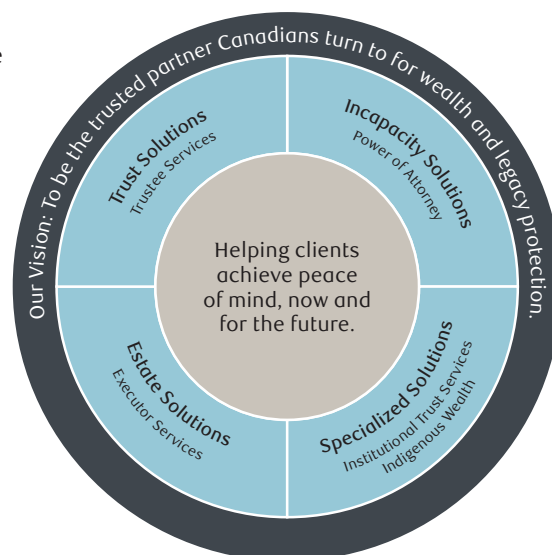 e
Our Vision: To be the trusted partner Canadians turn to for wealth and legacy protection.
Trust Solutions
Trustee Services
Incapacity Solutions
Power of Attorney
Helping clients
achieve peace
of mind, now and
for the future.
Estate Solutions
Executor Services
Specialized Solutions
Institutional Trust Services
Indigenous Wealth